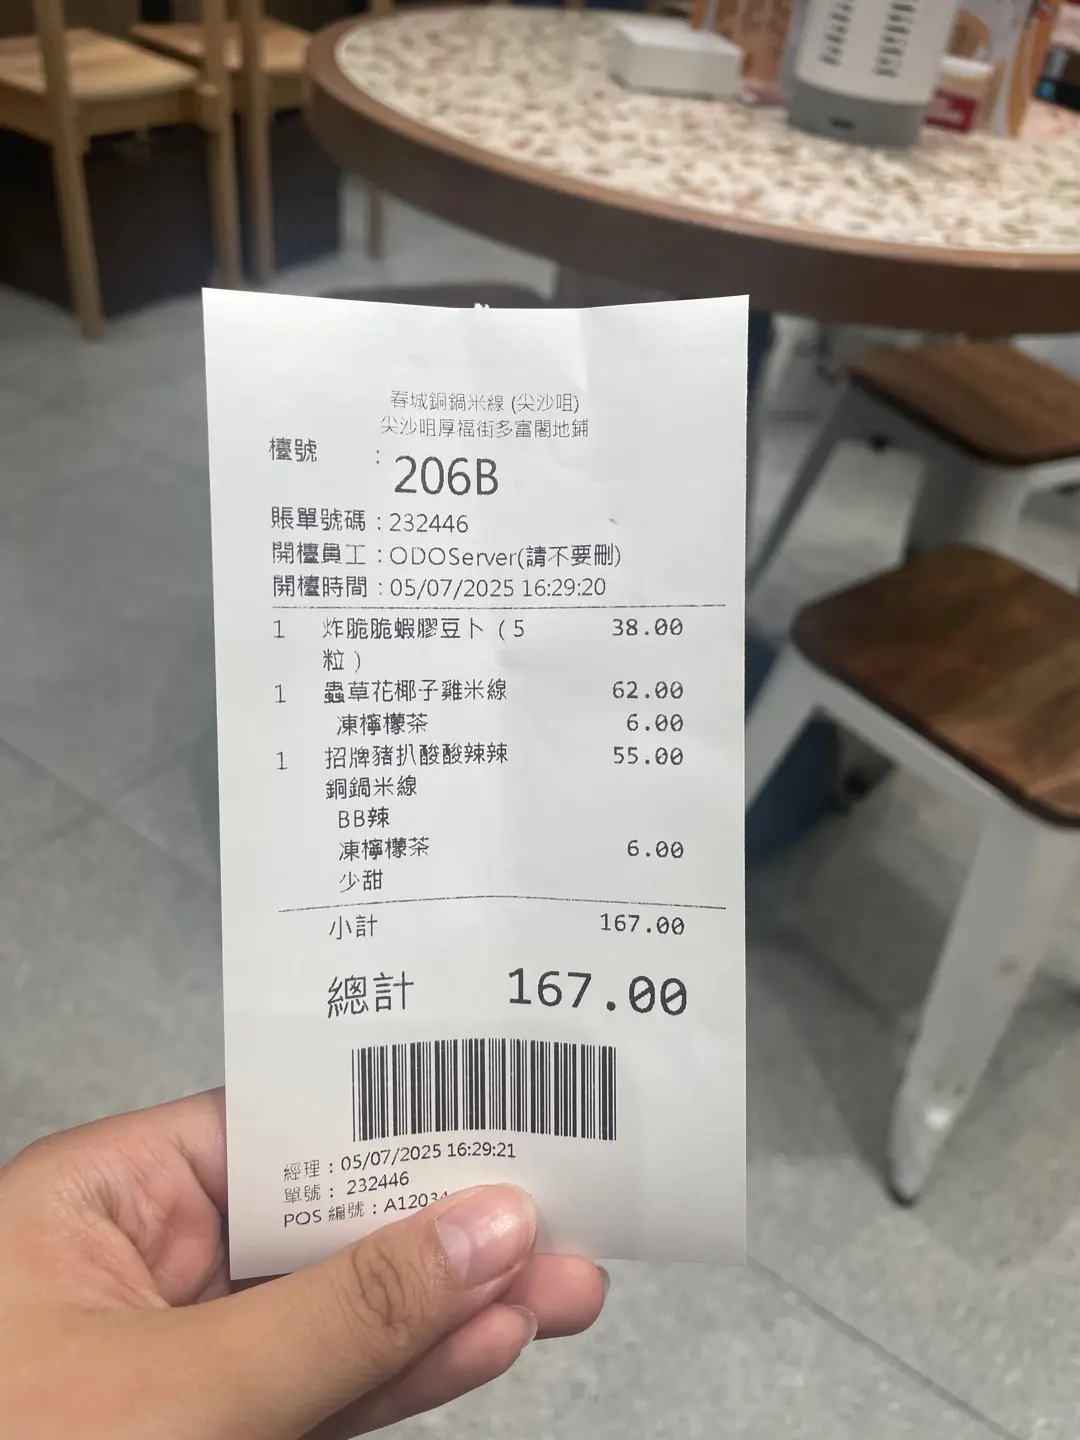 春城銅鍋米線 (尖沙咀)
尖沙咀厚福街多富閣地鋪
檯號 : 206B
賬單號碼 : 232446
開檯員工 : ODOServer(請不要刪)
開檯時間 : 05/07/2025 16:29:20
1 炸脆脆蝦膠豆卜 ( 5 38.00
粒 )
1 蟲草花椰子雞米線 62.00
凍檸檬茶 6.00
1 招牌豬扒酸酸辣辣 55.00
銅鍋米線
BB辣
凍檸檬茶 6.00
少甜
小計 167.00
總計 167.00
經理 : 05/07/2025 16:29:21
單號 : 232446
POS 編號 : A12034